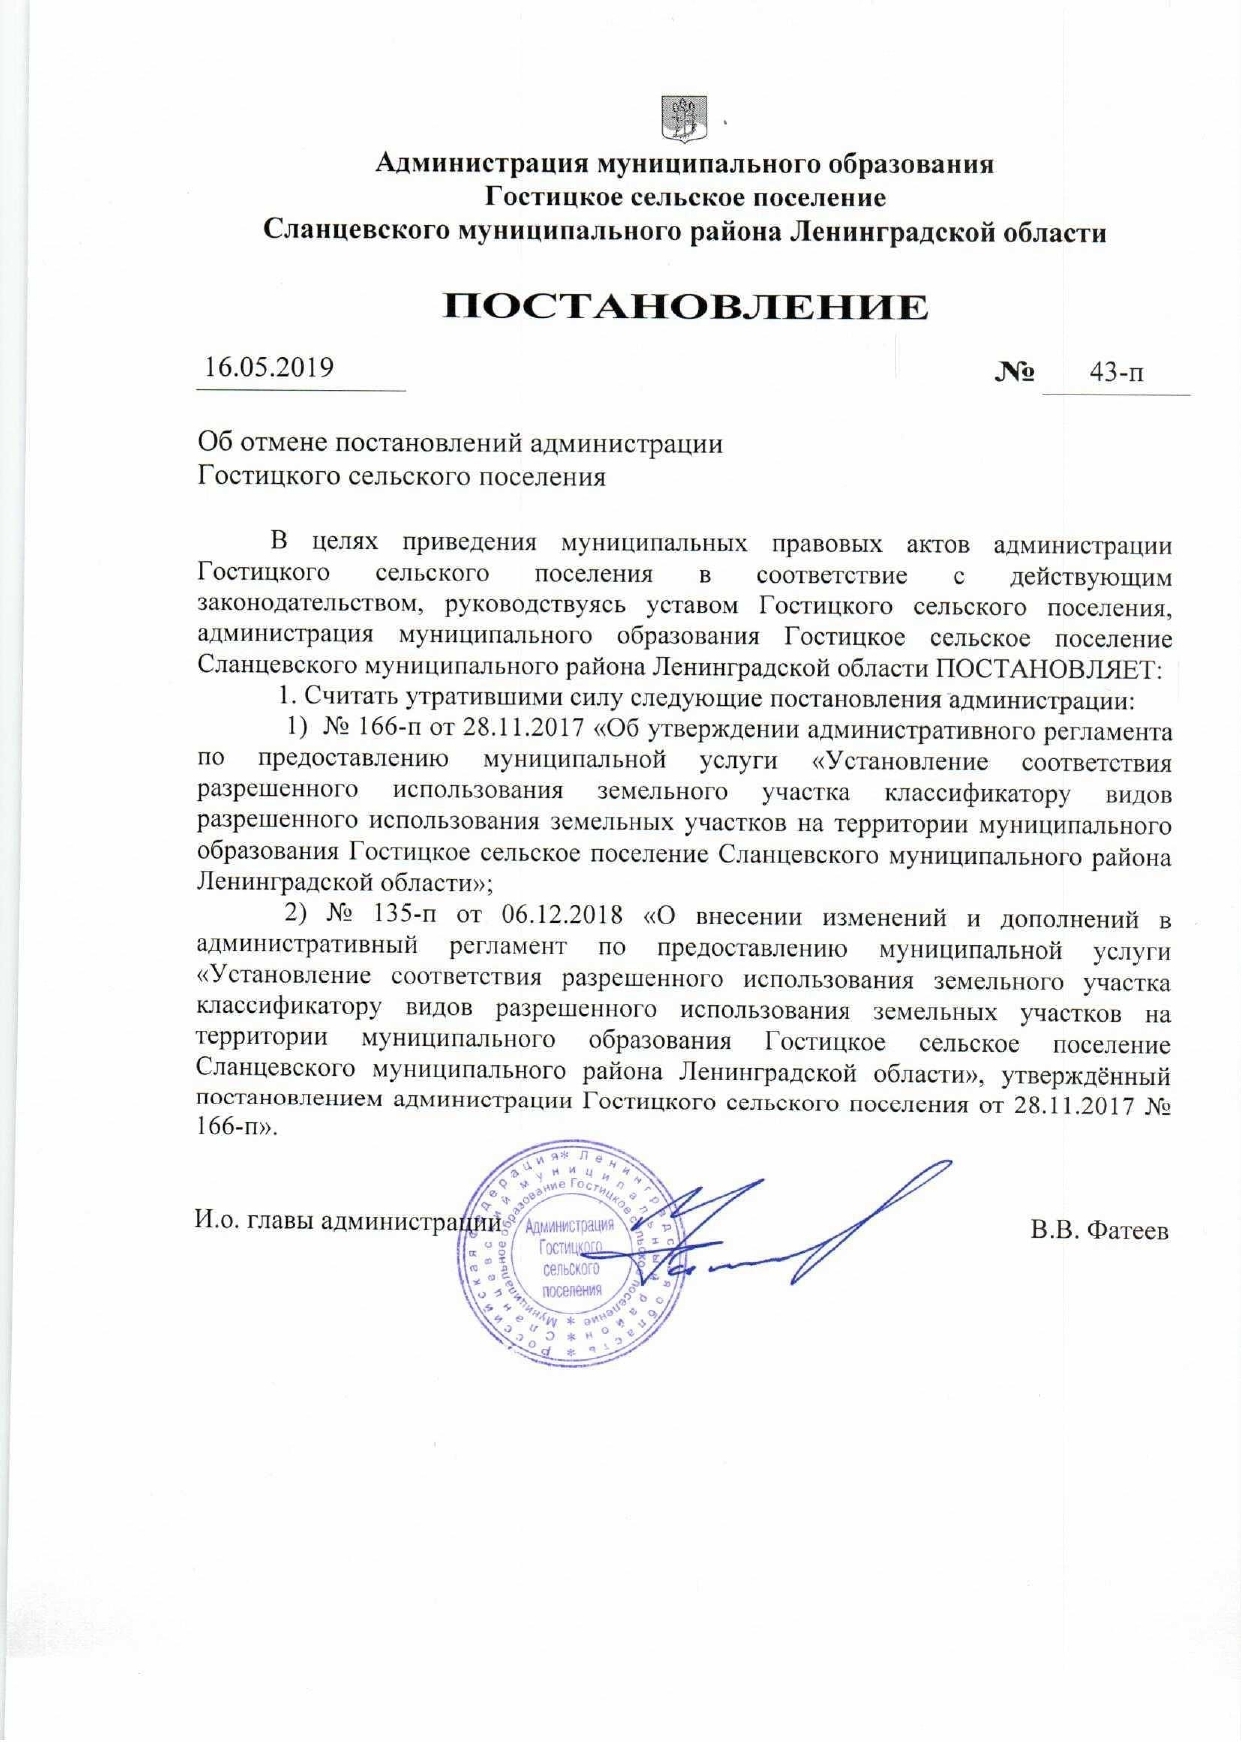 Администрация муниципального образования
Гостицкое сельское поселение
Сланцевского муниципального района Ленинградской области
ПОСТАНОВЛЕНИЕ
16.05.2019 № 43-п
Об отмене постановлений администрации
Гостицкого сельского поселения
В целях приведения муниципальных правовых актов администрации
Гостицкого сельского поселения в соответствие с действующим
законодательством, руководствуясь уставом Гостицкого сельского поселения,
администрация муниципального образования Гостицкое сельское поселение
Сланцевского муниципального района Ленинградской области ПОСТАНОВЛЯЕТ:
1. Считать утратившими силу следующие постановления администрации:
1) № 166-п от 28.11.2017 «Об утверждении административного регламента
по предоставлению муниципальной услуги «Установление соответствия
разрешенного использования земельного участка классификатору видов
разрешенного использования земельных участков на территории муниципального
образования Гостицкое сельское поселение Сланцевского муниципального района
Ленинградской области»;
2) № 135-п от 06.12.2018 «О внесении изменений и дополнений в
административный регламент по предоставлению муниципальной услуги
«Установление соответствия разрешенного использования земельного участка
классификатору видов разрешенного использования земельных участков на
территории муниципального образования Гостицкое сельское поселение
Сланцевского муниципального района Ленинградской области», утверждённый
постановлением администрации Гостицкого сельского поселения от 28.11.2017 №
166-п».
И.о. главы администрации В.В. Фатеев
Российская Федерация * Ленинградская область *
Сланцевский муниципальный район *
Муниципальное образование Гостицкое сельское поселение *
Администрация
Гостицкого
сельского
поселения